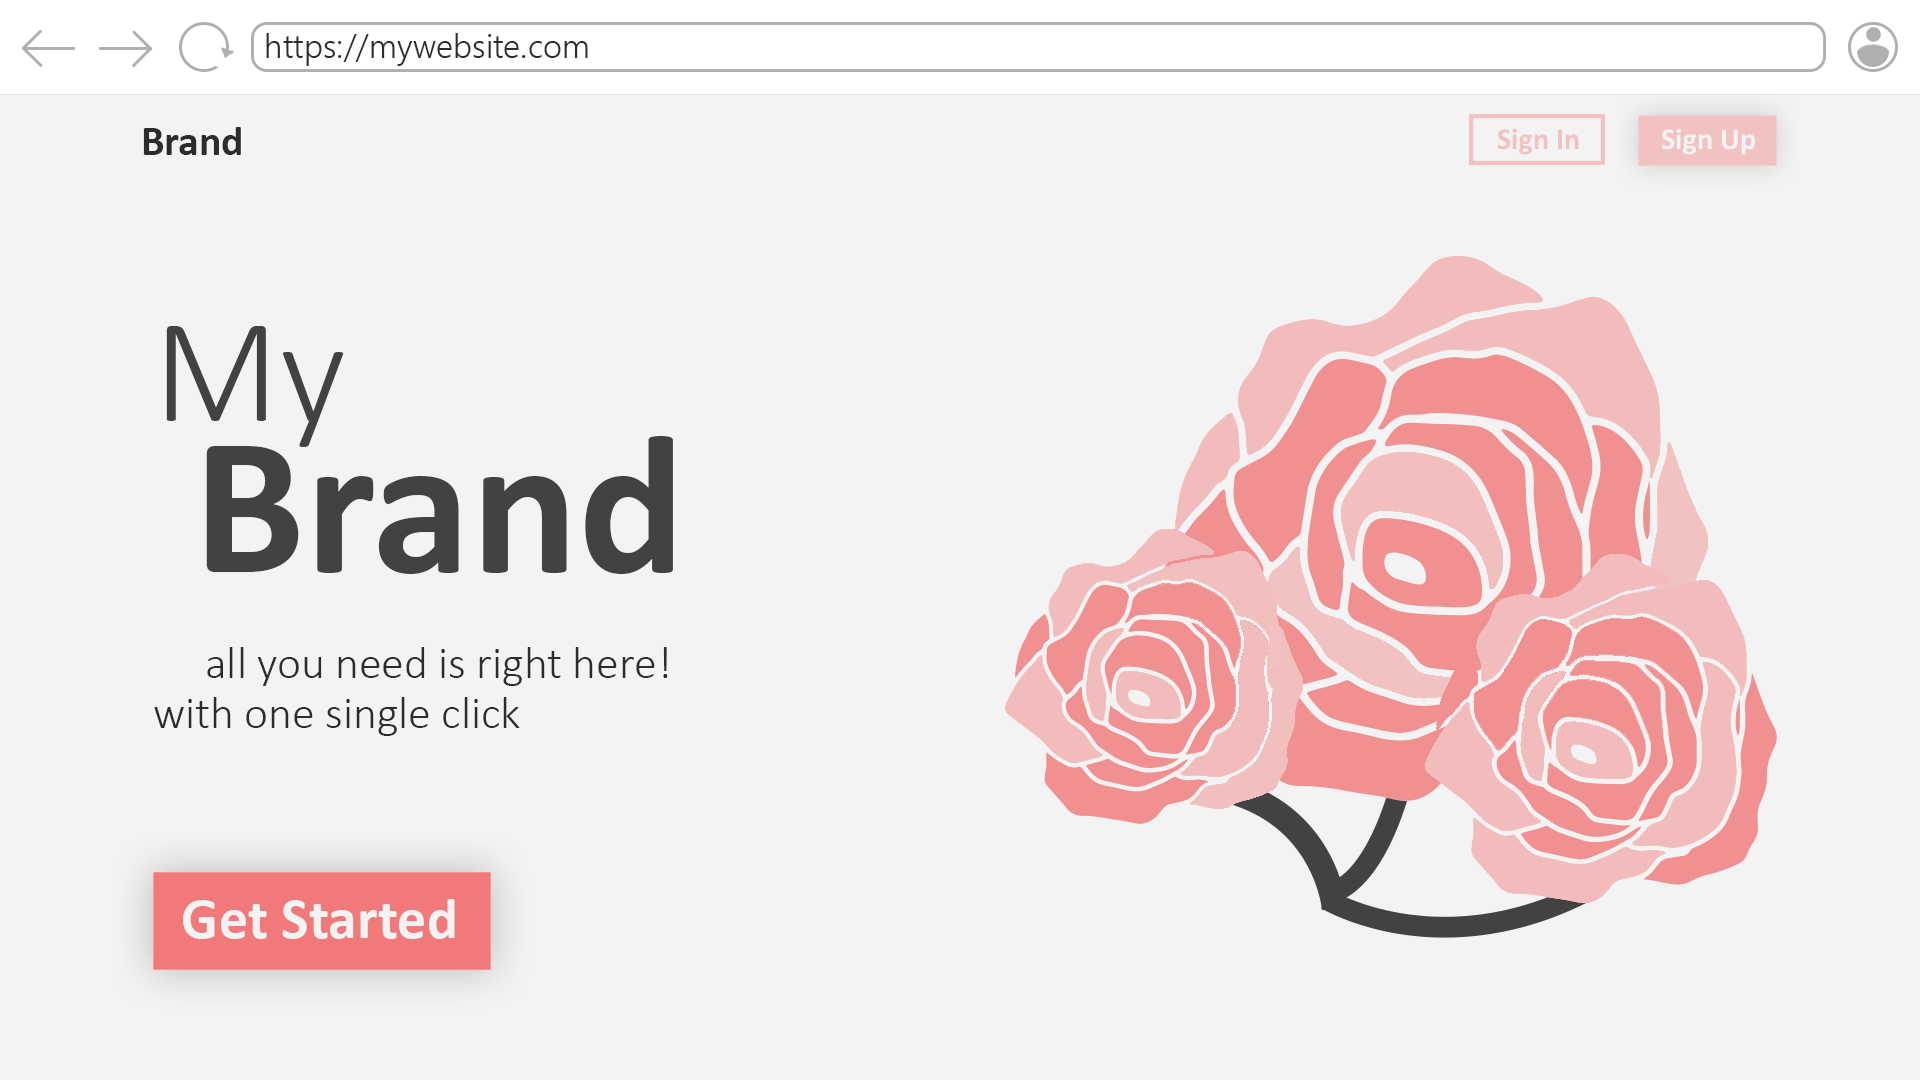 https://mywebsite.com
Brand
Sign In
Sign Up
My
Brand
all you need is right here!
with one single click
Get Started